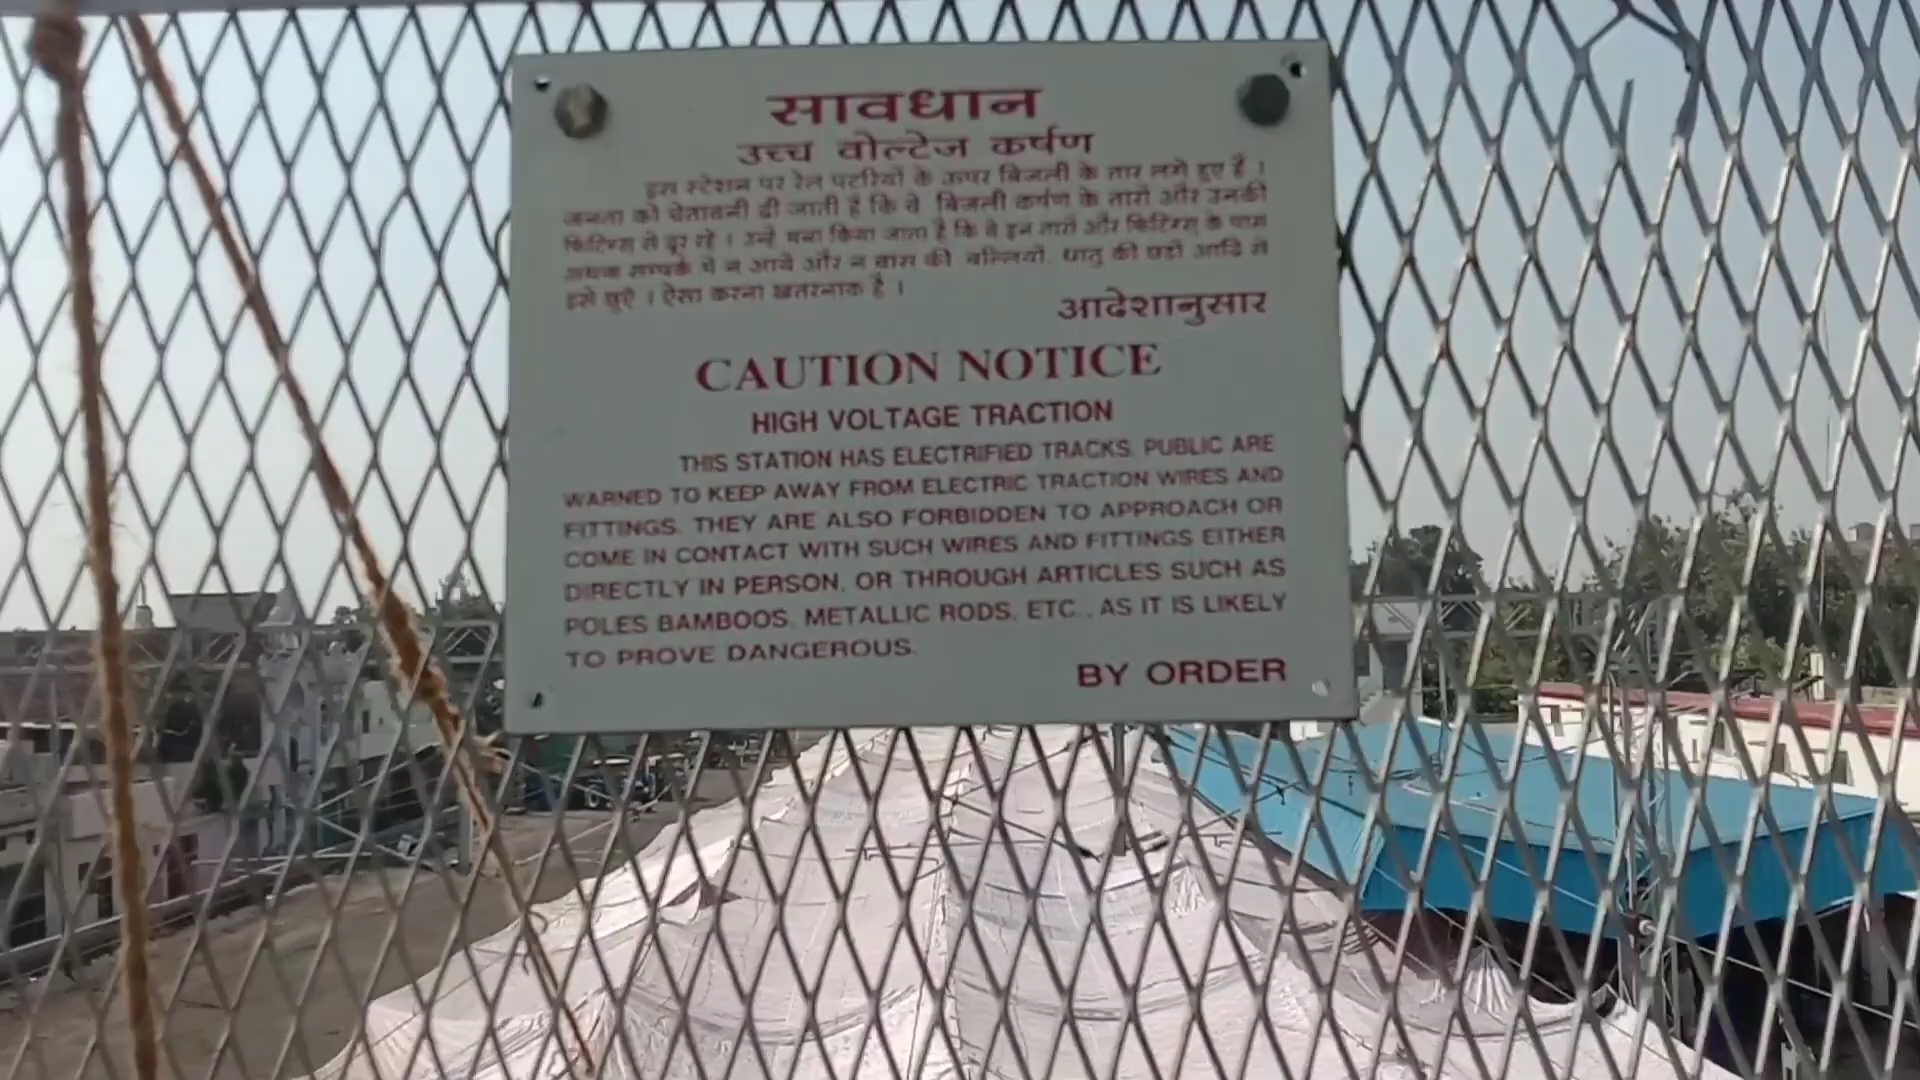 सावधान
उच्च वोल्टेज कर्षण
इस स्टेशन पर रेल पटरियों के ऊपर बिजली के तार लगे हुए है ।
जनता को चेतावनी दी जाती है कि वे बिजली कर्षण के तारो और उनकी
फिटिंग्स से दूर रहें । उन्हें मना किया जाता है कि वे इन तारों और फिटिंग्स के पास
अथवा सम्पर्क में न आवें और न बास की बल्लियों, धातु की छड़ों आदि से
इसे छुएँ । ऐसा करना खतरनाक है ।
आदेशानुसार
CAUTION NOTICE
HIGH VOLTAGE TRACTION
THIS STATION HAS ELECTRIFIED TRACKS. PUBLIC ARE
WARNED TO KEEP AWAY FROM ELECTRIC TRACTION WIRES AND
FITTINGS. THEY ARE ALSO FORBIDDEN TO APPROACH OR
COME IN CONTACT WITH SUCH WIRES AND FITTINGS EITHER
DIRECTLY IN PERSON, OR THROUGH ARTICLES SUCH AS
POLES BAMBOOS, METALLIC RODS, ETC., AS IT IS LIKELY
TO PROVE DANGEROUS.
BY ORDER